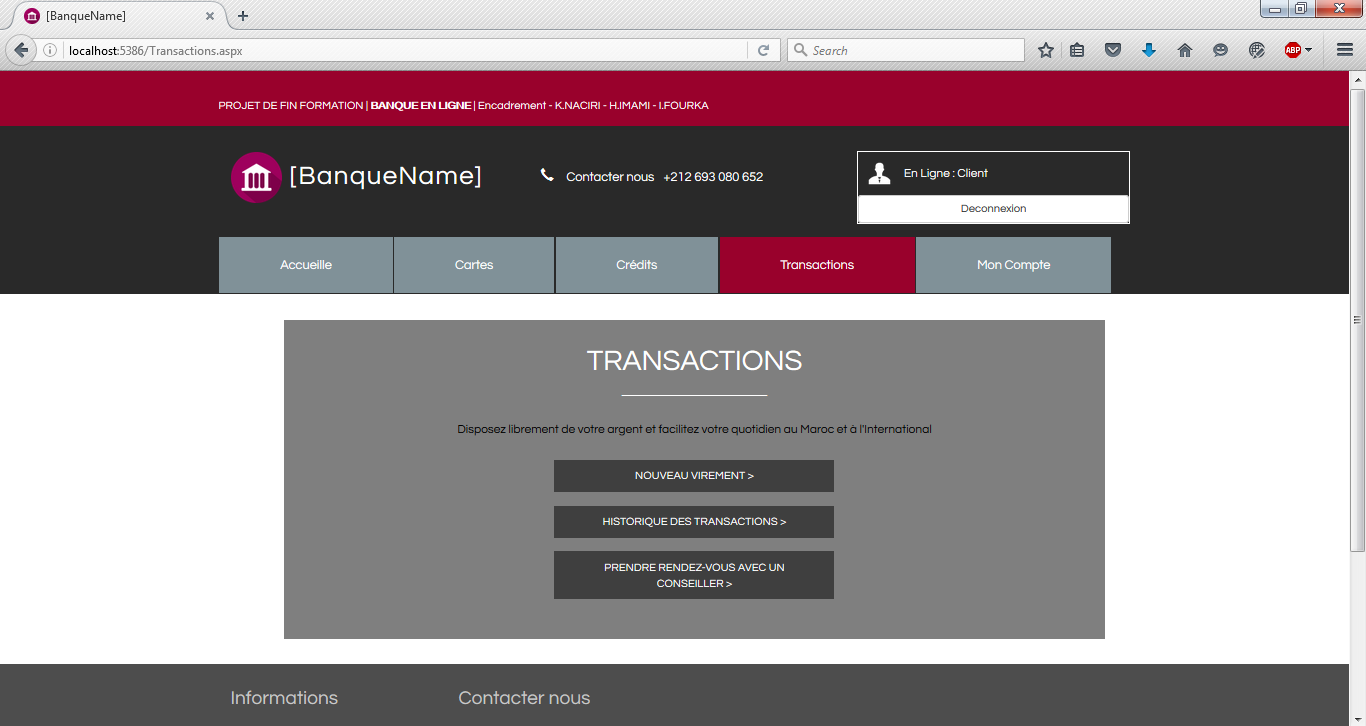 [BanqueName]
localhost:5386/Transactions.aspx
Search
ABP
PROJET DE FIN FORMATION | BANQUE EN LIGNE | Encadrement - K.NACIRI - H.IMAMI - I.FOURKA
[BanqueName]
Contacter nous +212 693 080 652
En Ligne : Client
Deconnexion
Accueille Cartes Crédits Transactions Mon Compte
TRANSACTIONS
Disposez librement de votre argent et facilitez votre quotidien au Maroc et à l'International
NOUVEAU VIREMENT >
HISTORIQUE DES TRANSACTIONS >
PRENDRE RENDEZ-VOUS AVEC UN
CONSEILLER >
Informations Contacter nous